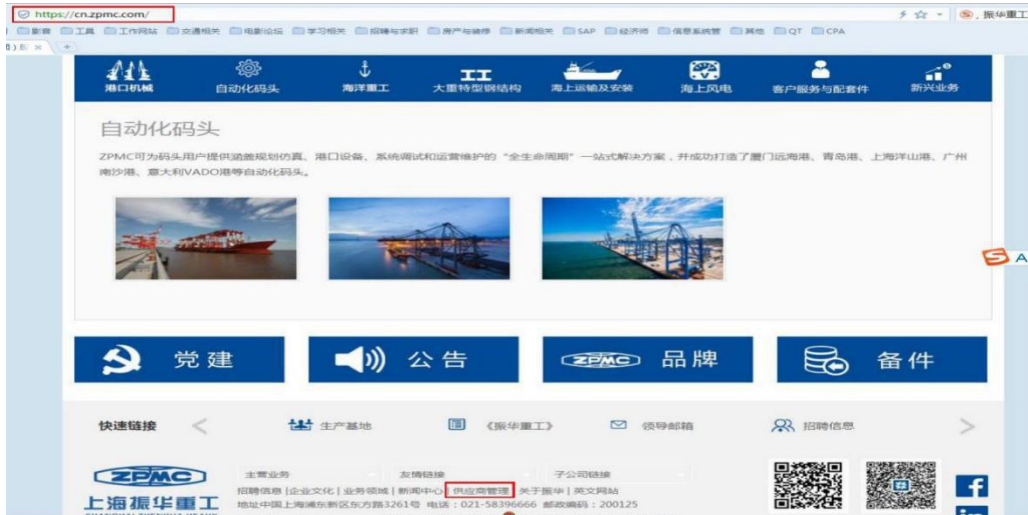 https://cn.zpmc.com/
振华重工
影音 工具 工作网站 交通相关 电影论坛 学习相关 招聘与求职 房产与装修 新闻相关 SAP 经济师 信息系统管 其他 QT CPA
港口机械 自动化码头 海洋重工 大重特型钢结构 海上运输及安装 海上风电 客户服务与配套件 新兴业务
自动化码头
ZPMC可为码头用户提供涵盖规划仿真、港口设备、系统调试和运营维护的“全生命周期”一站式解决方案，并成功打造了厦门远海港、青岛港、上海洋山港、广州
南沙港、意大利VADO港等自动化码头。
党建 公告 ZPMC 品牌 备件
快速链接 生产基地 《振华重工》 领导邮箱 招聘信息
主营业务 友情链接 子公司链接
ZPMC
招聘信息 | 企业文化 | 业务领域 | 新闻中心 | 供应商管理 | 关于振华 | 英文网站
上海振华重工
地址中国上海浦东新区东方路3261号 电话：021-58396666 邮政编码：200125